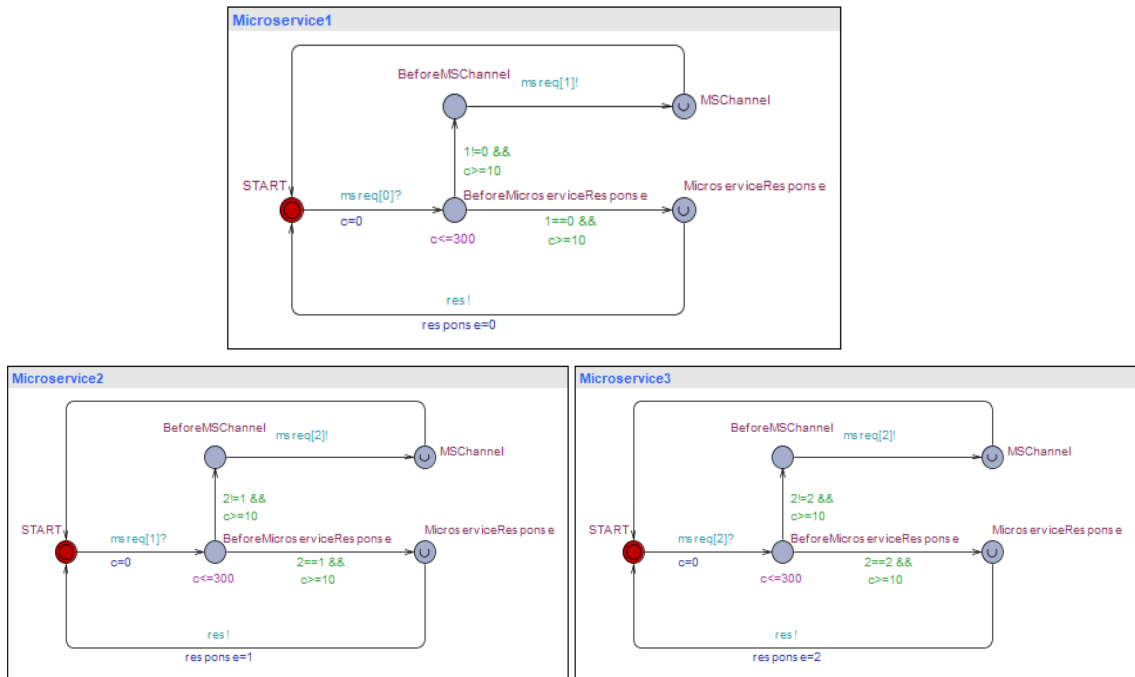 Microservice1
BeforeMSChannel
msreq[1]!
MSChannel
1!=0 &&
c>=10
START
msreq[0]?
c=0
BeforeMicroserviceResponse
c<=300
1==0 &&
c>=10
MicroserviceResponse
res!
response=0
Microservice2
BeforeMSChannel
msreq[2]!
MSChannel
2!=1 &&
c>=10
START
msreq[1]?
c=0
BeforeMicroserviceResponse
c<=300
2==1 &&
c>=10
MicroserviceResponse
res!
response=1
Microservice3
BeforeMSChannel
msreq[2]!
MSChannel
2!=2 &&
c>=10
START
msreq[2]?
c=0
BeforeMicroserviceResponse
c<=300
2==2 &&
c>=10
MicroserviceResponse
res!
response=2